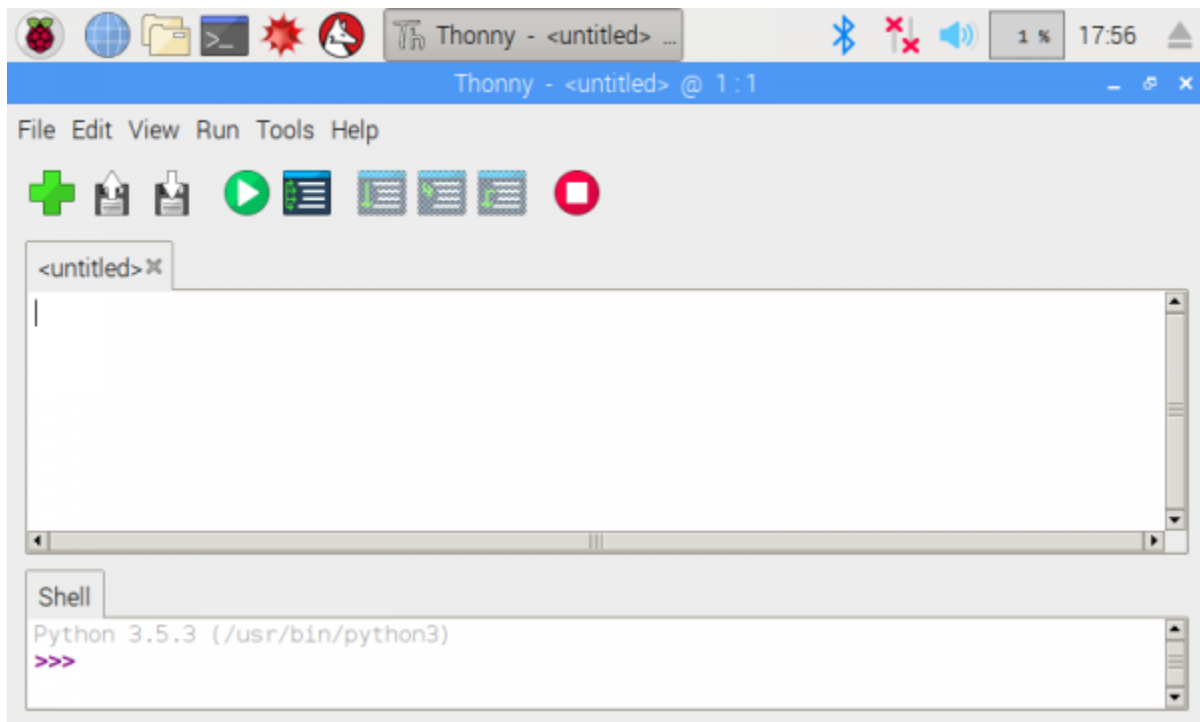 Thonny - <untitled> ... 1 % 17:56
Thonny - <untitled> @ 1:1
File Edit View Run Tools Help
<untitled>
Shell
Python 3.5.3 (/usr/bin/python3)
>>>